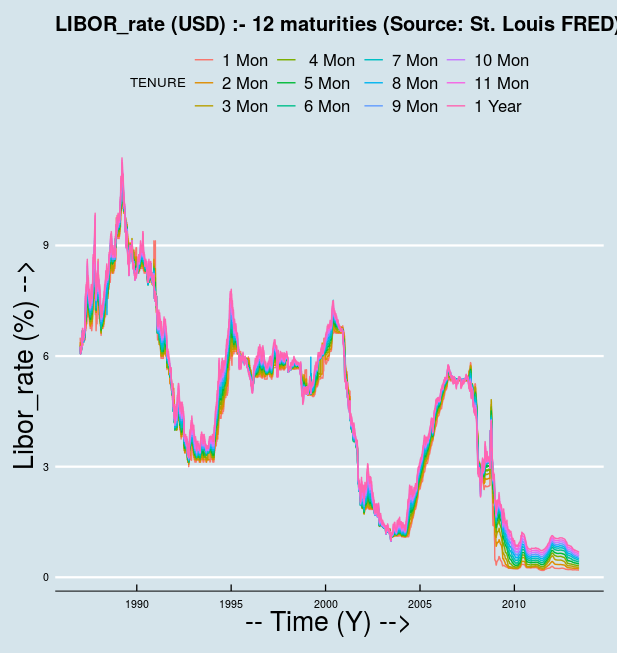 LIBOR_rate (USD) :- 12 maturities (Source: St. Louis FRED)
TENURE
1 Mon 4 Mon 7 Mon 10 Mon
2 Mon 5 Mon 8 Mon 11 Mon
3 Mon 6 Mon 9 Mon 1 Year
Libor_rate (%) -->
9
6
3
0
1990 1995 2000 2005 2010
-- Time (Y) -->